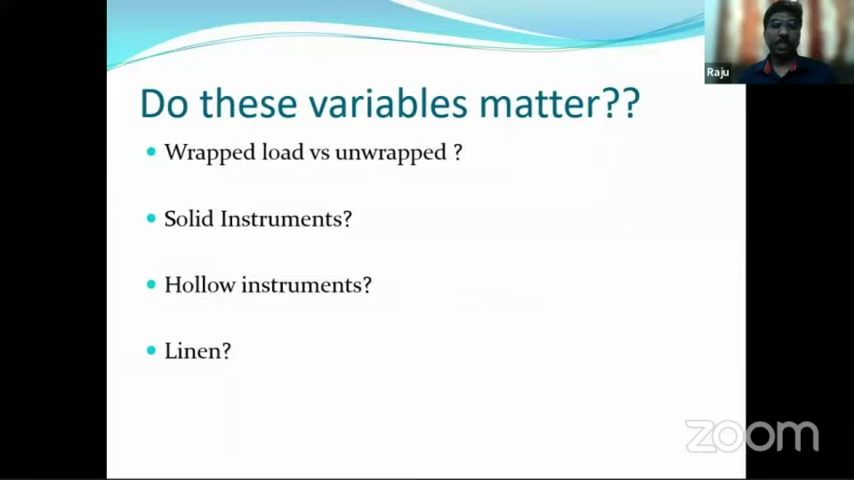 Raju
Do these variables matter??
• Wrapped load vs unwrapped ?
• Solid Instruments?
• Hollow instruments?
• Linen?
zoom